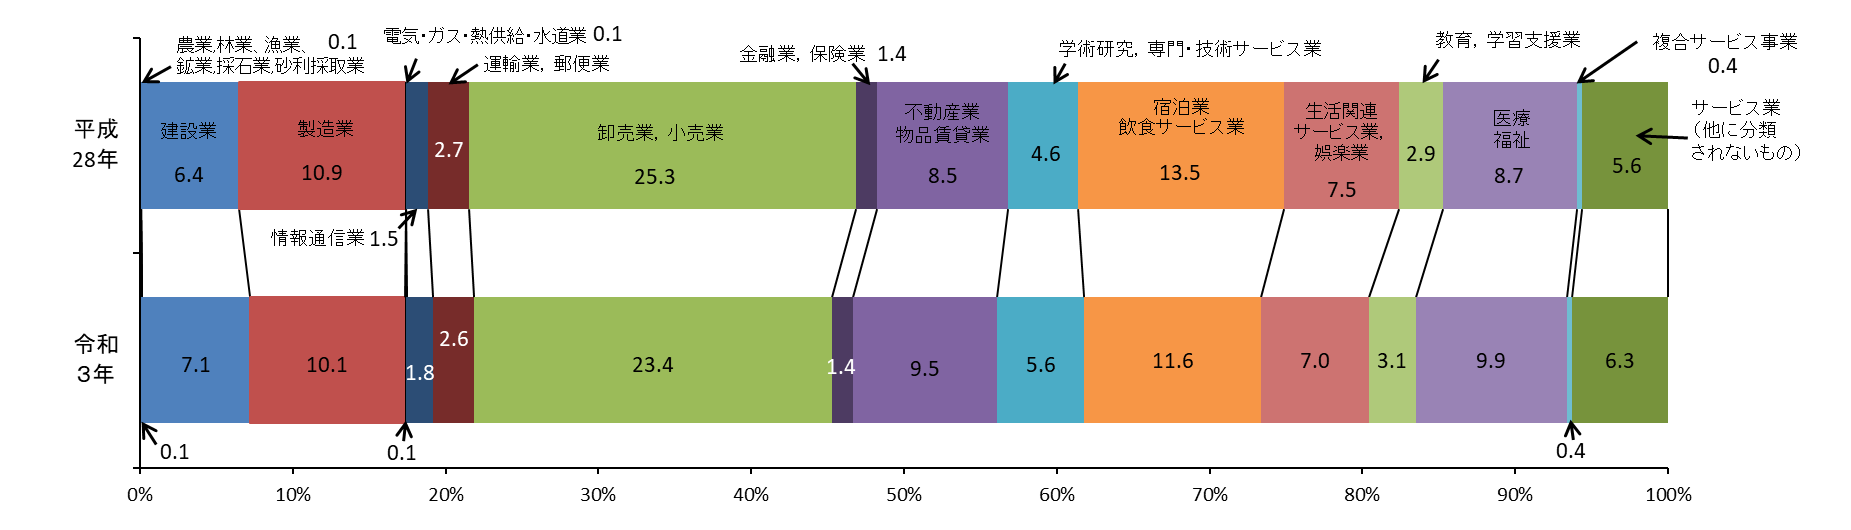 農業,林業、漁業、 0.1
鉱業,採石業,砂利採取業
電気・ガス・熱供給・水道業 0.1
運輸業，郵便業
金融業，保険業 1.4
学術研究，専門・技術サービス業
教育，学習支援業
複合サービス事業
0.4
平成
28年
建設業
6.4
製造業
10.9
2.7
卸売業，小売業
25.3
不動産業
物品賃貸業
8.5
4.6
宿泊業
飲食サービス業
13.5
生活関連
サービス業，
娯楽業
7.5
2.9
医療
福祉
8.7
5.6
サービス業
（他に分類
されないもの）
情報通信業 1.5
令和
３年
7.1
10.1
1.8
2.6
23.4
1.4
9.5
5.6
11.6
7.0
3.1
9.9
6.3
0.1
0.1
0.4
0% 10% 20% 30% 40% 50% 60% 70% 80% 90% 100%